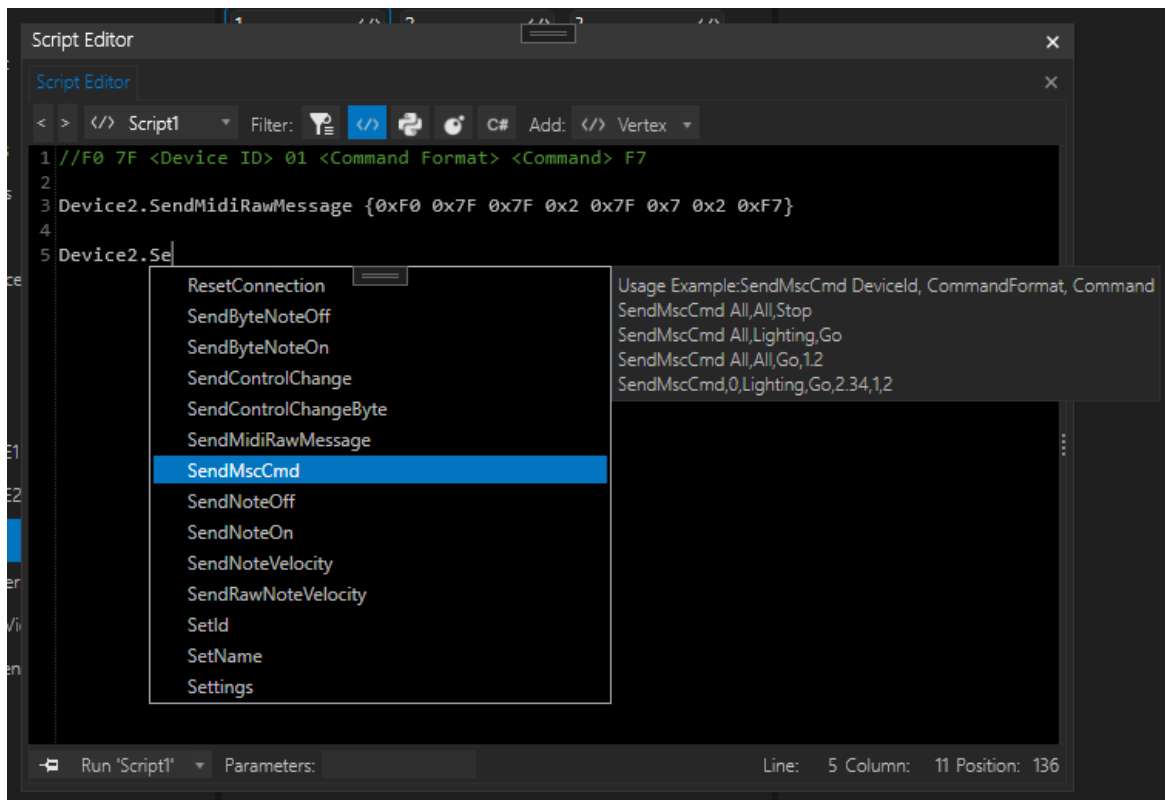 Script Editor
Script Editor
< > </> Script1 Filter: </> C# Add: </> Vertex
1 //F0 7F <Device ID> 01 <Command Format> <Command> F7
2
3 Device2.SendMidiRawMessage {0xF0 0x7F 0x7F 0x2 0x7F 0x7 0x2 0xF7}
4
5 Device2.Se
ResetConnection
SendByteNoteOff
SendByteNoteOn
SendControlChange
SendControlChangeByte
SendMidiRawMessage
SendMscCmd
SendNoteOff
SendNoteOn
SendNoteVelocity
SendRawNoteVelocity
SetId
SetName
Settings
Usage Example:SendMscCmd DeviceId, CommandFormat, Command
SendMscCmd All,All,Stop
SendMscCmd All,Lighting,Go
SendMscCmd All,All,Go,1.2
SendMscCmd,0,Lighting,Go,2.34,1,2
Run 'Script1' Parameters: Line: 5 Column: 11 Position: 136